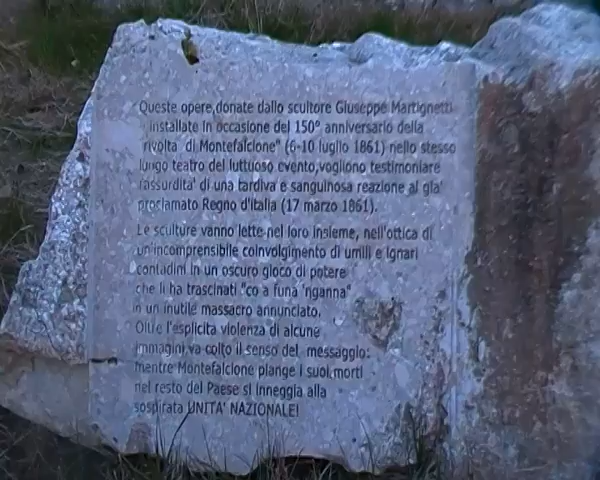 Queste opere,donate dallo scultore Giuseppe Martignetti
installate in occasione del 150° anniversario della
"rivolta di Montefalcione" (6-10 luglio 1861) nello stesso
luogo teatro del luttuoso evento,vogliono testimoniare
l'assurdita' di una tardiva e sanguinosa reazione al gia'
proclamato Regno d'Italia (17 marzo 1861).
Le sculture vanno lette nel loro insieme, nell'ottica di
un'incomprensibile coinvolgimento di umili e ignari
contadini in un oscuro gioco di potere
che li ha trascinati "co a funa 'nganna"
in un inutile massacro annunciato.
Oltre l'esplicita violenza di alcune
immagini,va colto il senso del messaggio:
mentre Montefalcione piange i suoi morti
nel resto del Paese si inneggia alla
sospirata UNITA' NAZIONALE!